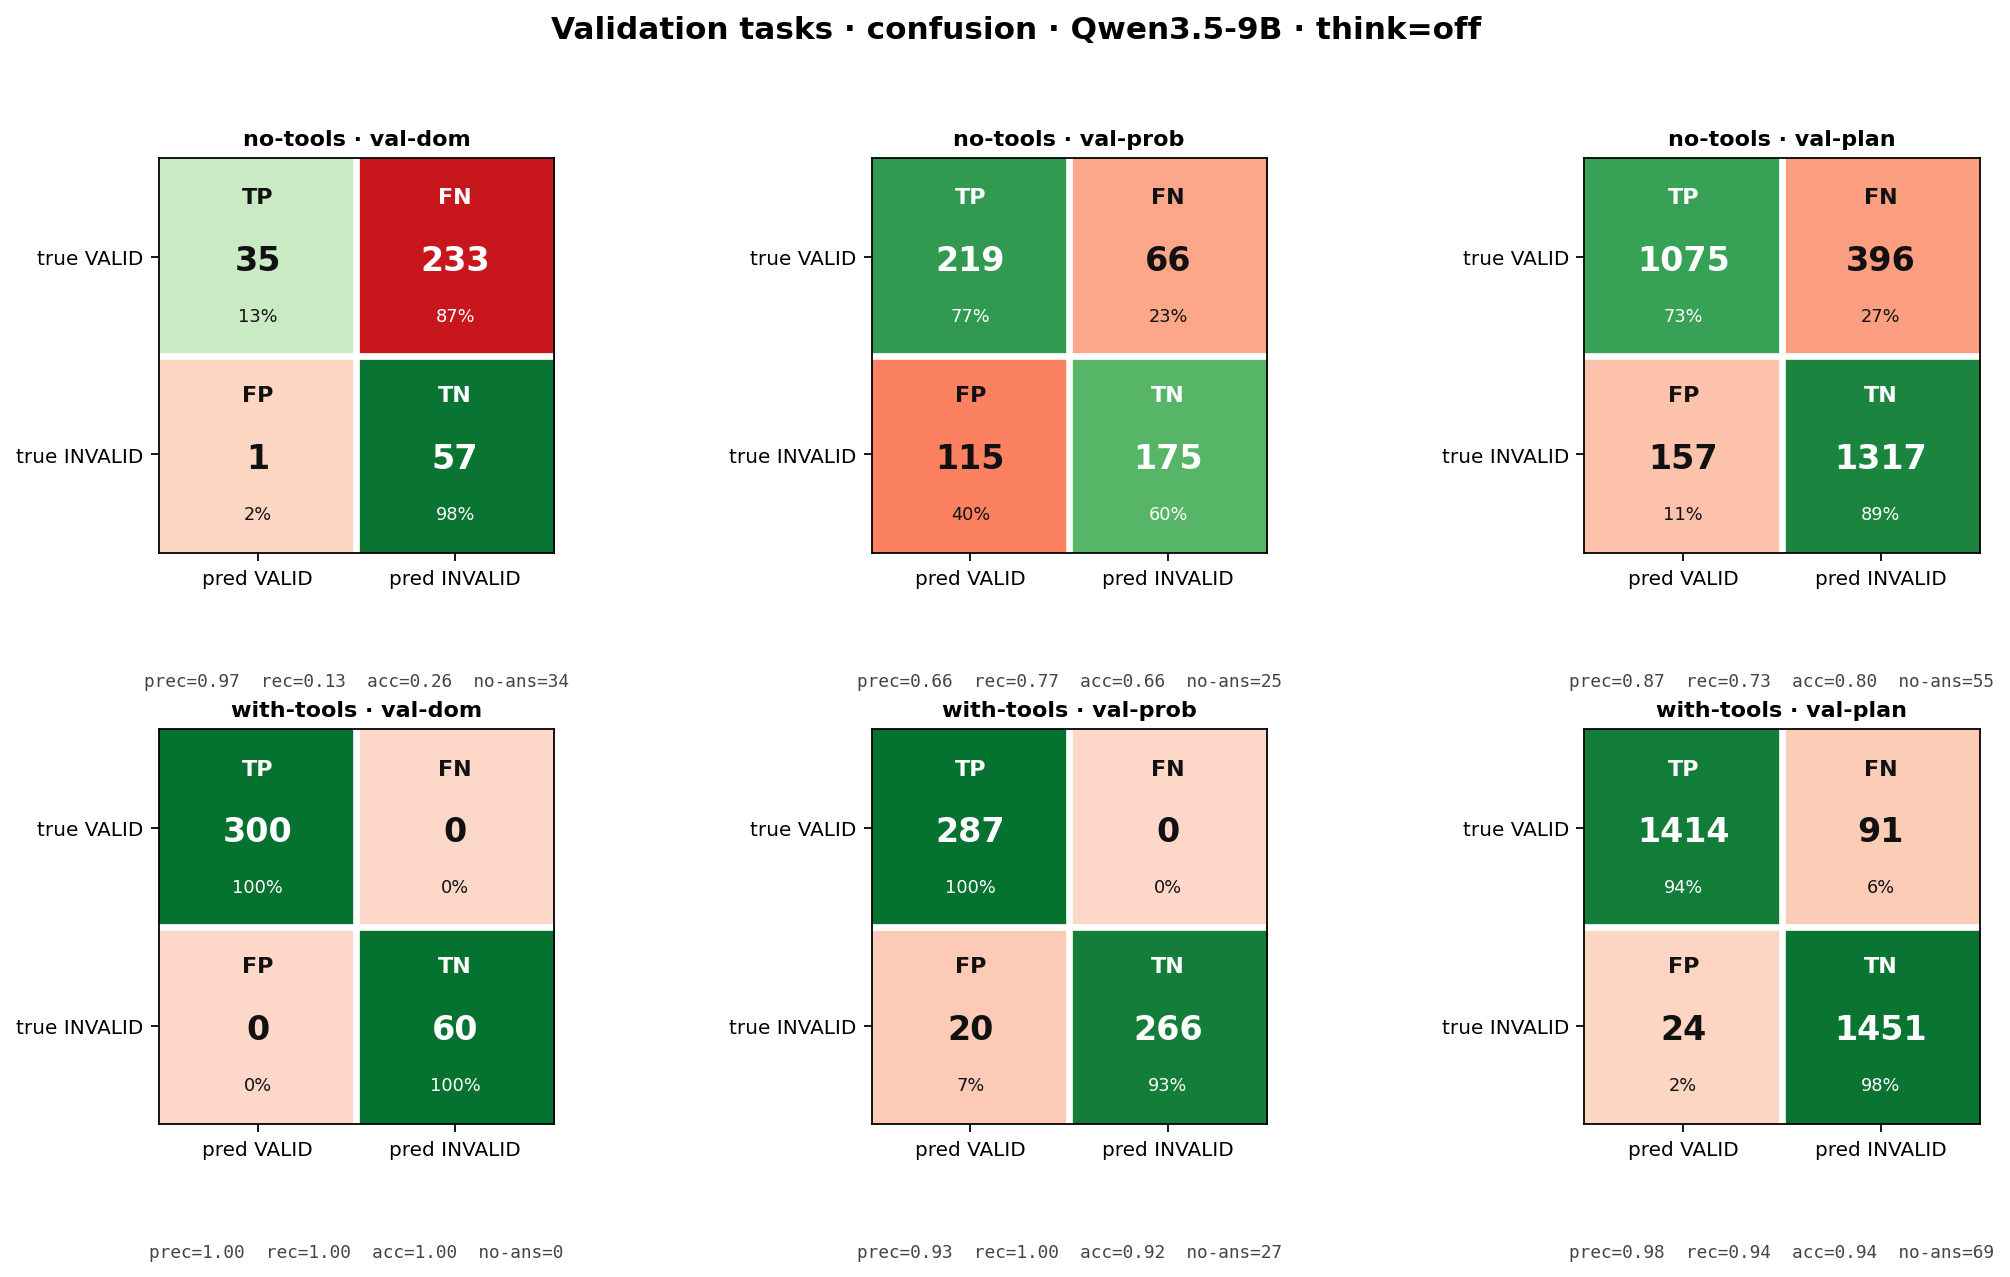 Validation tasks · confusion · Qwen3.5-9B · think=off
no-tools · val-dom
TP
35
13%
FN
233
87%
FP
1
2%
TN
57
98%
true VALID
true INVALID
pred VALID
pred INVALID
prec=0.97 rec=0.13 acc=0.26 no-ans=34
no-tools · val-prob
TP
219
77%
FN
66
23%
FP
115
40%
TN
175
60%
true VALID
true INVALID
pred VALID
pred INVALID
prec=0.66 rec=0.77 acc=0.66 no-ans=25
no-tools · val-plan
TP
1075
73%
FN
396
27%
FP
157
11%
TN
1317
89%
true VALID
true INVALID
pred VALID
pred INVALID
prec=0.87 rec=0.73 acc=0.80 no-ans=55
with-tools · val-dom
TP
300
100%
FN
0
0%
FP
0
0%
TN
60
100%
true VALID
true INVALID
pred VALID
pred INVALID
prec=1.00 rec=1.00 acc=1.00 no-ans=0
with-tools · val-prob
TP
287
100%
FN
0
0%
FP
20
7%
TN
266
93%
true VALID
true INVALID
pred VALID
pred INVALID
prec=0.93 rec=1.00 acc=0.92 no-ans=27
with-tools · val-plan
TP
1414
94%
FN
91
6%
FP
24
2%
TN
1451
98%
true VALID
true INVALID
pred VALID
pred INVALID
prec=0.98 rec=0.94 acc=0.94 no-ans=69